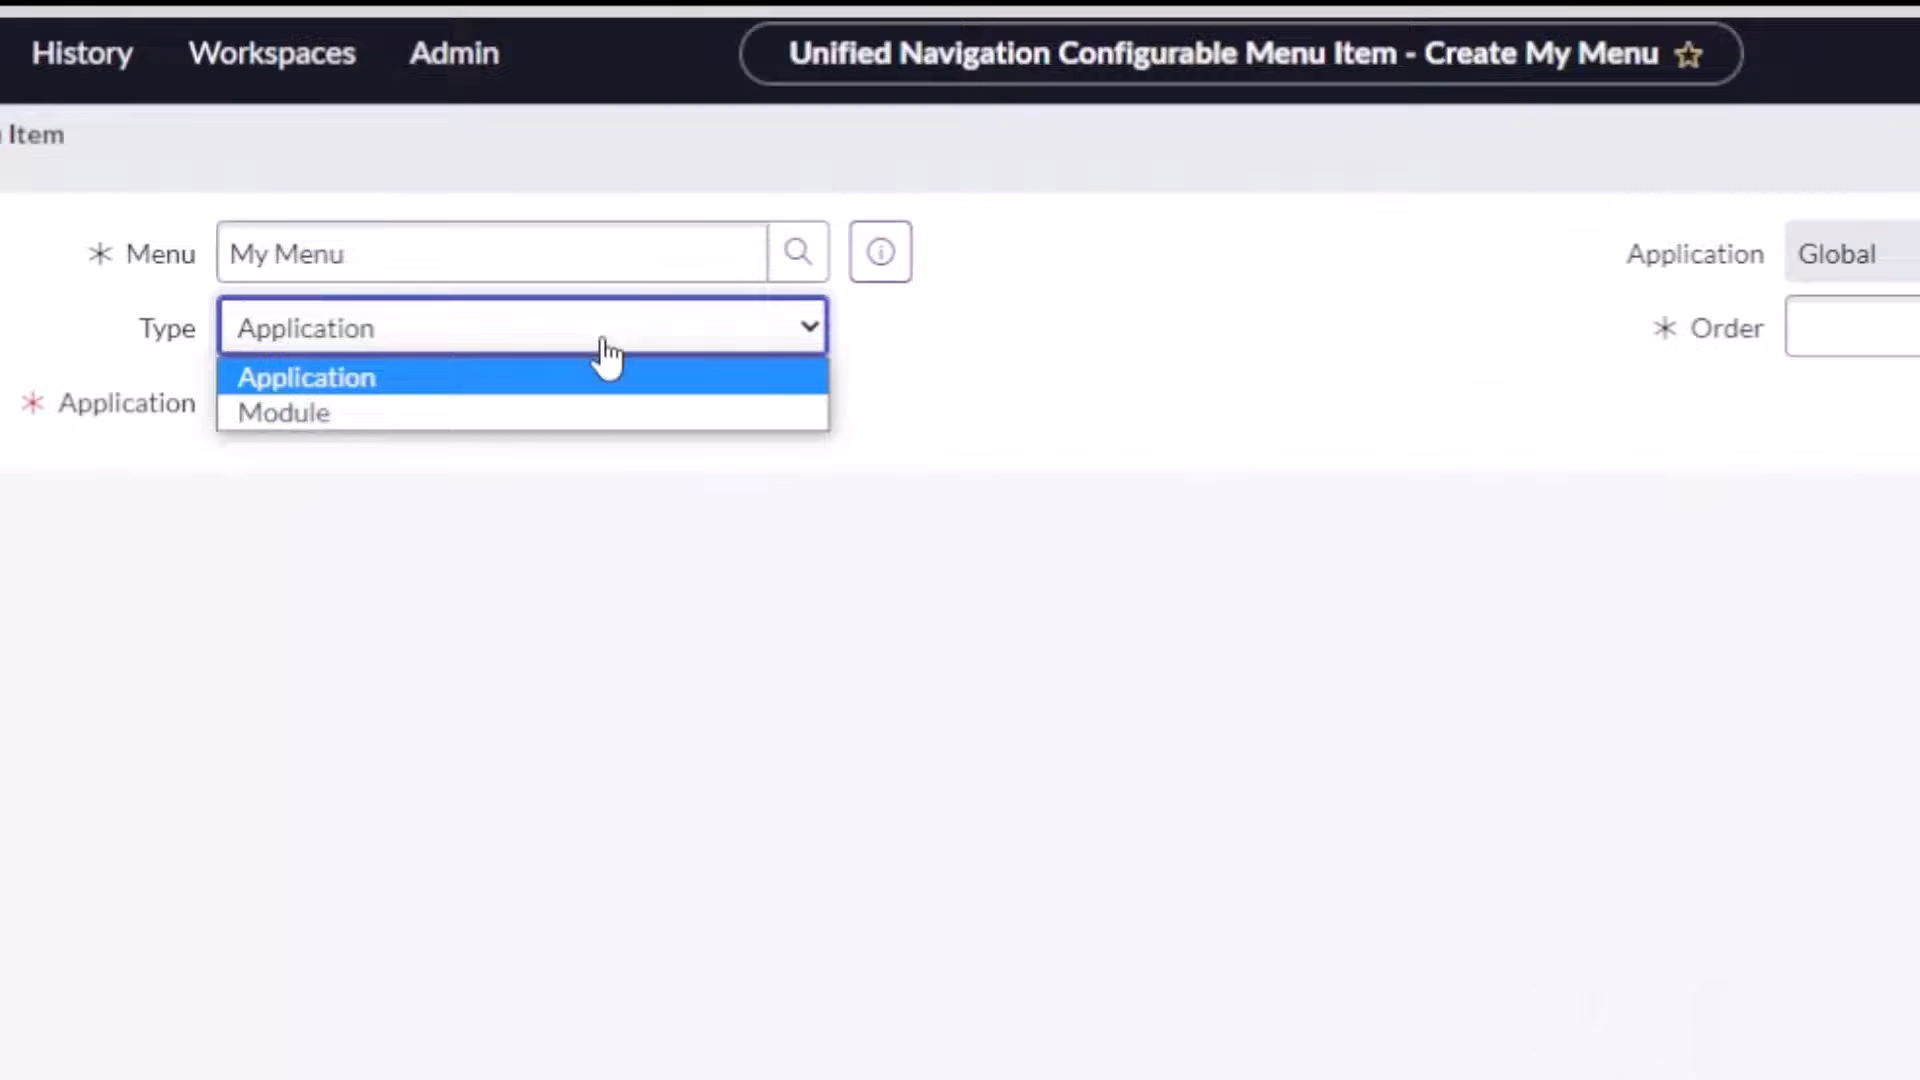 History Workspaces Admin Unified Navigation Configurable Menu Item - Create My Menu
Item
Menu My Menu Application Global
Type Application Order
Application
Module
Application